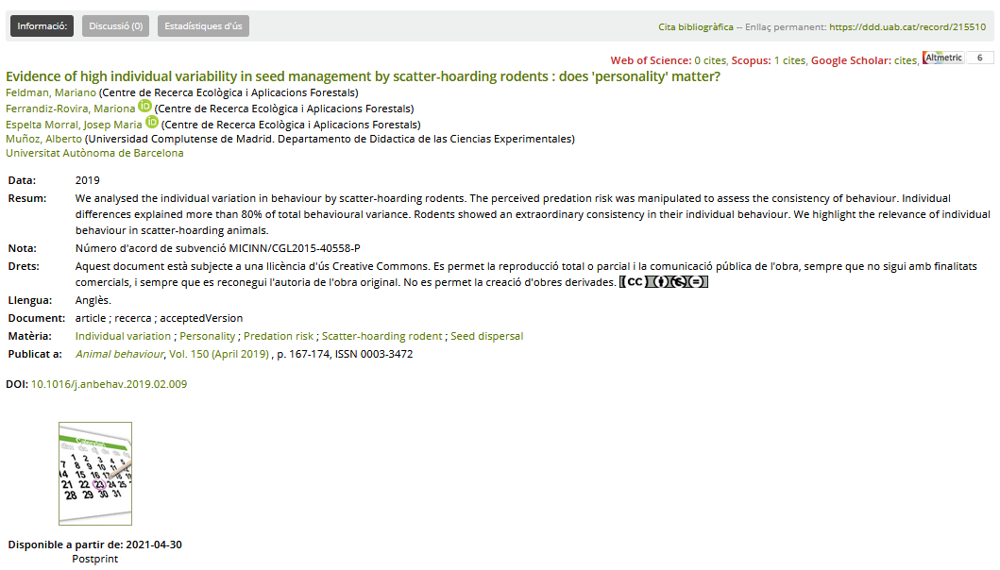 Informació:
Discussió (0)
Estadístiques d'ús
Cita bibliogràfica -- Enllaç permanent: https://ddd.uab.cat/record/215510
Web of Science: 0 cites, Scopus: 1 cites, Google Scholar: cites, Altmetric 6
Evidence of high individual variability in seed management by scatter-hoarding rodents : does 'personality' matter?
Feldman, Mariano (Centre de Recerca Ecològica i Aplicacions Forestals)
Ferrandiz-Rovira, Mariona iD (Centre de Recerca Ecològica i Aplicacions Forestals)
Espelta Morral, Josep Maria iD (Centre de Recerca Ecològica i Aplicacions Forestals)
Muñoz, Alberto (Universidad Complutense de Madrid. Departamento de Didactica de las Ciencias Experimentales)
Universitat Autònoma de Barcelona
Data: 2019
Resum: We analysed the individual variation in behaviour by scatter-hoarding rodents. The perceived predation risk was manipulated to assess the consistency of behaviour. Individual
differences explained more than 80% of total behavioural variance. Rodents showed an extraordinary consistency in their individual behaviour. We highlight the relevance of individual
behaviour in scatter-hoarding animals.
Nota: Número d'acord de subvenció MICINN/CGL2015-40558-P
Drets: Aquest document està subjecte a una llicència d'ús Creative Commons. Es permet la reproducció total o parcial i la comunicació pública de l'obra, sempre que no sigui amb finalitats
comercials, i sempre que es reconegui l'autoria de l'obra original. No es permet la creació d'obres derivades.
Llengua: Anglès.
Document: article ; recerca ; acceptedVersion
Matèria: Individual variation ; Personality ; Predation risk ; Scatter-hoarding rodent ; Seed dispersal
Publicat a: Animal behaviour, Vol. 150 (April 2019) , p. 167-174, ISSN 0003-3472
DOI: 10.1016/j.anbehav.2019.02.009
1 2 3 4 5
7 8 9 10 11
14 15 16 17 18 19
21 22 23 24 25
28 29 30 31
Disponible a partir de: 2021-04-30
Postprint